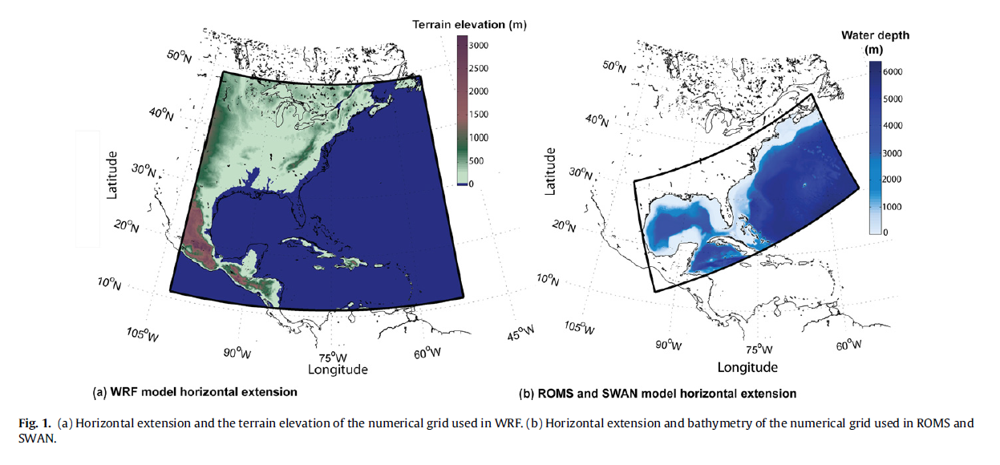 Terrain elevation (m)
3000
2500
2000
1500
1000
500
0
50°N
40°N
30°N
20°N
10°N
Latitude
105°W
90°W
75°W
60°W
45°W
Longitude
(a) WRF model horizontal extension
Water depth
(m)
6000
5000
4000
3000
2000
1000
0
50°N
40°N
30°N
20°N
10°N
Latitude
105°W
90°W
75°W
60°W
Longitude
(b) ROMS and SWAN model horizontal extension
Fig. 1. (a) Horizontal extension and the terrain elevation of the numerical grid used in WRF. (b) Horizontal extension and bathymetry of the numerical grid used in ROMS and
SWAN.